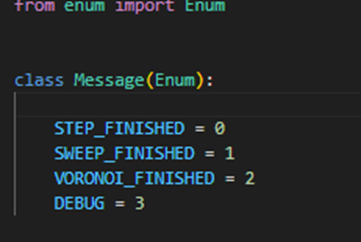 from enum import Enum
class Message(Enum):
STEP_FINISHED = 0
SWEEP_FINISHED = 1
VORONOI_FINISHED = 2
DEBUG = 3